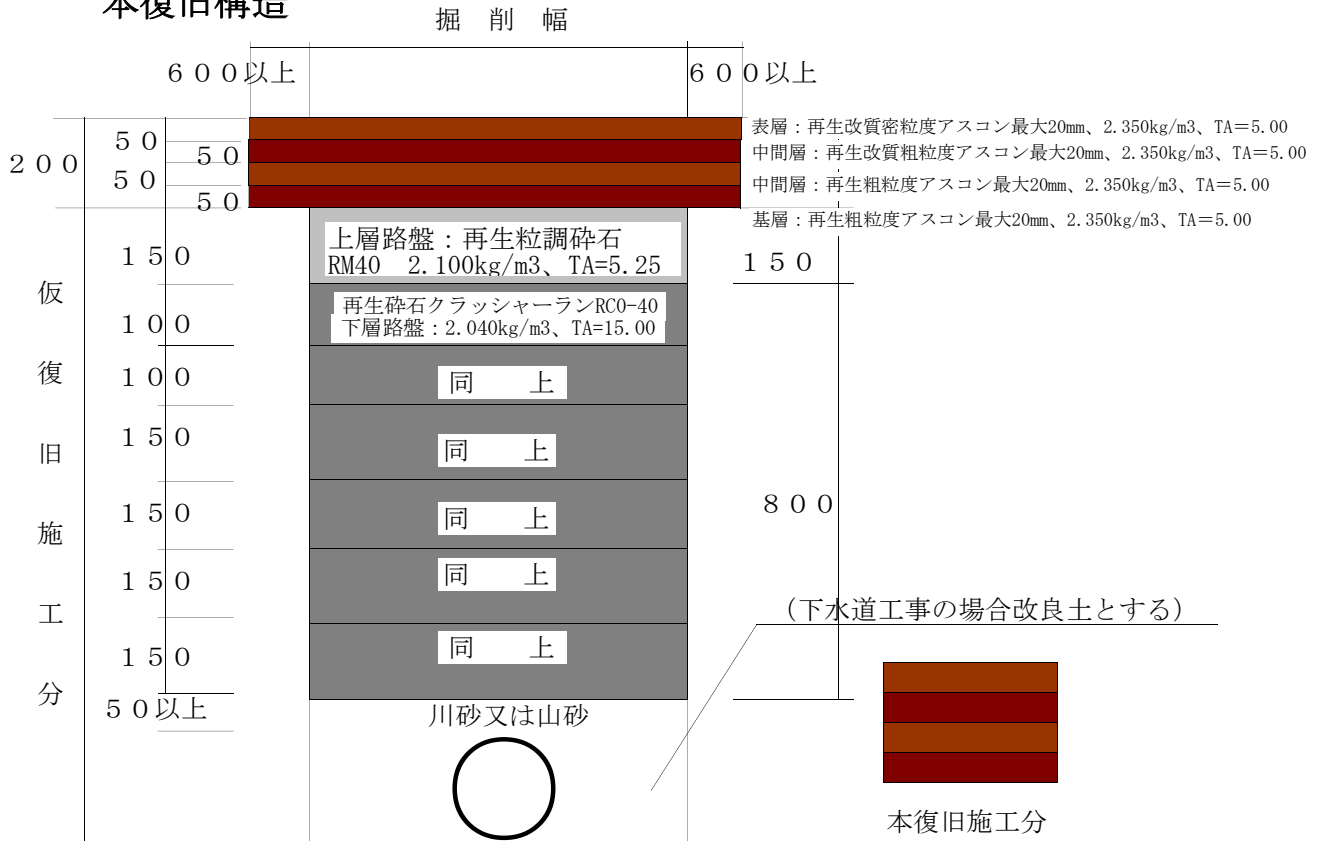 本復旧構造
掘　削　幅
６００以上
６００以上
２００
５０
５０
５０
５０
表層：再生改質密粒度アスコン最大20mm、2.350kg/m3、TA＝5.00
中間層：再生改質粗粒度アスコン最大20mm、2.350kg/m3、TA＝5.00
中間層：再生粗粒度アスコン最大20mm、2.350kg/m3、TA＝5.00
基層：再生粗粒度アスコン最大20mm、2.350kg/m3、TA＝5.00
仮復旧施工分
１５０
１００
１００
１５０
１５０
１５０
１５０
５０以上
上層路盤：再生粒調砕石
RM40　2.100kg/m3、TA=5.25
再生砕石クラッシャーランRC0-40
下層路盤：2.040kg/m3、TA=15.00
同　　上
同　　上
同　　上
同　　上
同　　上
川砂又は山砂
１５０
８００
（下水道工事の場合改良土とする）
本復旧施工分